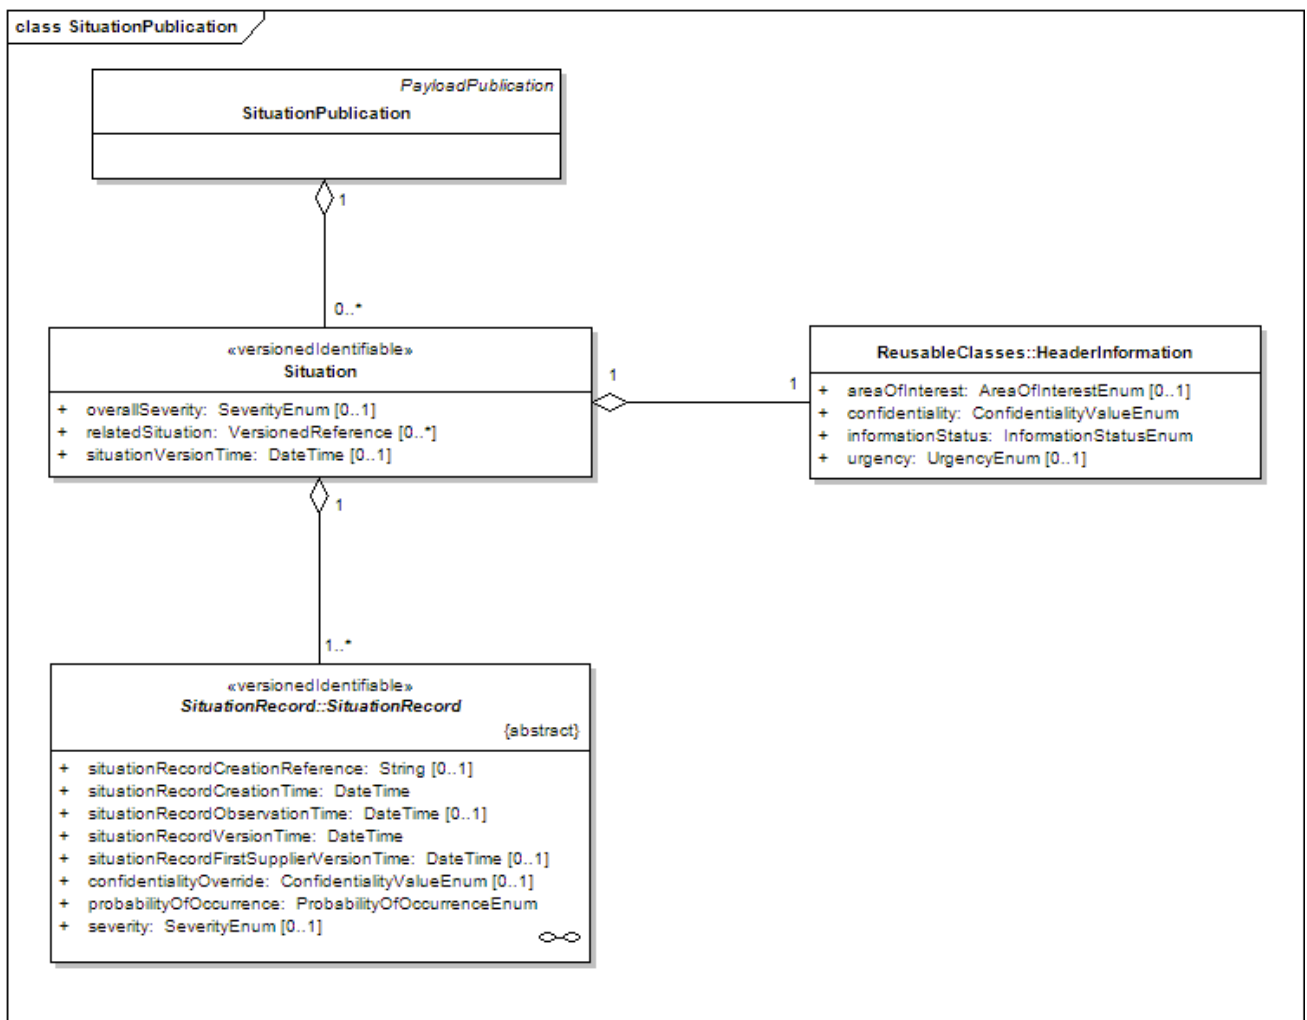 class SituationPublication
PayloadPublication
SituationPublication
1
0..*
«versionedIdentifiable»
Situation
+ overallSeverity: SeverityEnum [0..1]
+ relatedSituation: VersionedReference [0..*]
+ situationVersionTime: DateTime [0..1]
1
1
ReusableClasses::HeaderInformation
+ areaOfInterest: AreaOfInterestEnum [0..1]
+ confidentiality: ConfidentialityValueEnum
+ informationStatus: InformationStatusEnum
+ urgency: UrgencyEnum [0..1]
1
1..*
«versionedIdentifiable»
SituationRecord::SituationRecord
{abstract}
+ situationRecordCreationReference: String [0..1]
+ situationRecordCreationTime: DateTime
+ situationRecordObservationTime: DateTime [0..1]
+ situationRecordVersionTime: DateTime
+ situationRecordFirstSupplierVersionTime: DateTime [0..1]
+ confidentialityOverride: ConfidentialityValueEnum [0..1]
+ probabilityOfOccurrence: ProbabilityOfOccurrenceEnum
+ severity: SeverityEnum [0..1]